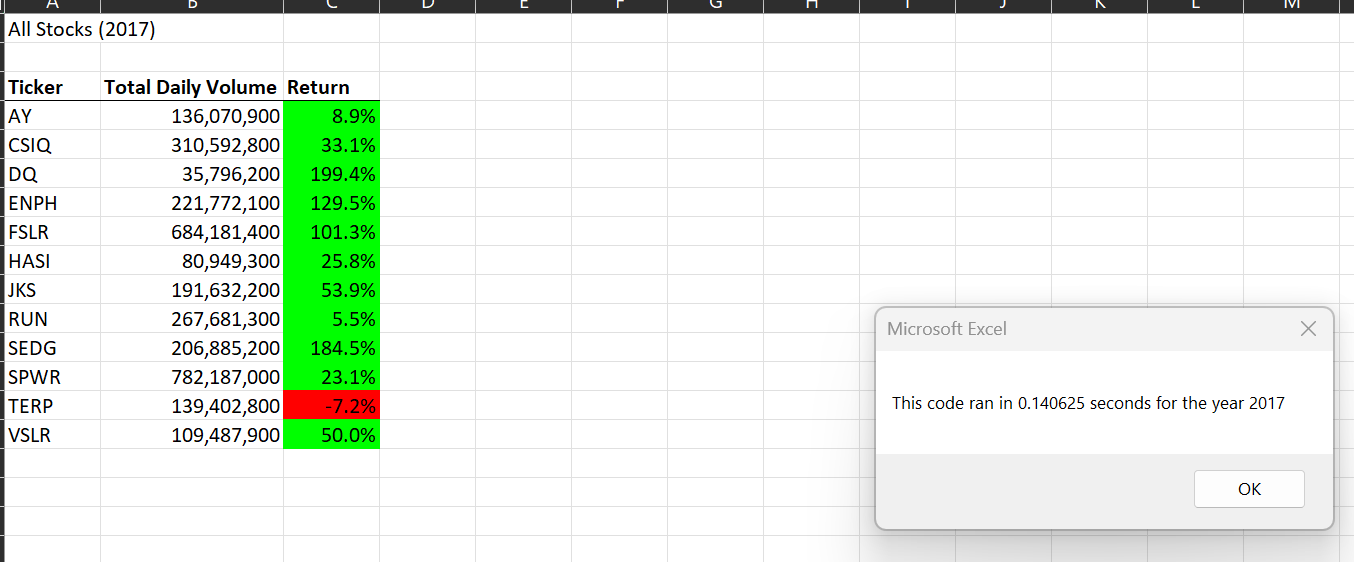 A B C D E F G H I J K L M
All Stocks (2017)
Ticker Total Daily Volume Return
AY 136,070,900 8.9%
CSIQ 310,592,800 33.1%
DQ 35,796,200 199.4%
ENPH 221,772,100 129.5%
FSLR 684,181,400 101.3%
HASI 80,949,300 25.8%
JKS 191,632,200 53.9%
RUN 267,681,300 5.5%
SEDG 206,885,200 184.5%
SPWR 782,187,000 23.1%
TERP 139,402,800 -7.2%
VSLR 109,487,900 50.0%
Microsoft Excel
This code ran in 0.140625 seconds for the year 2017
OK